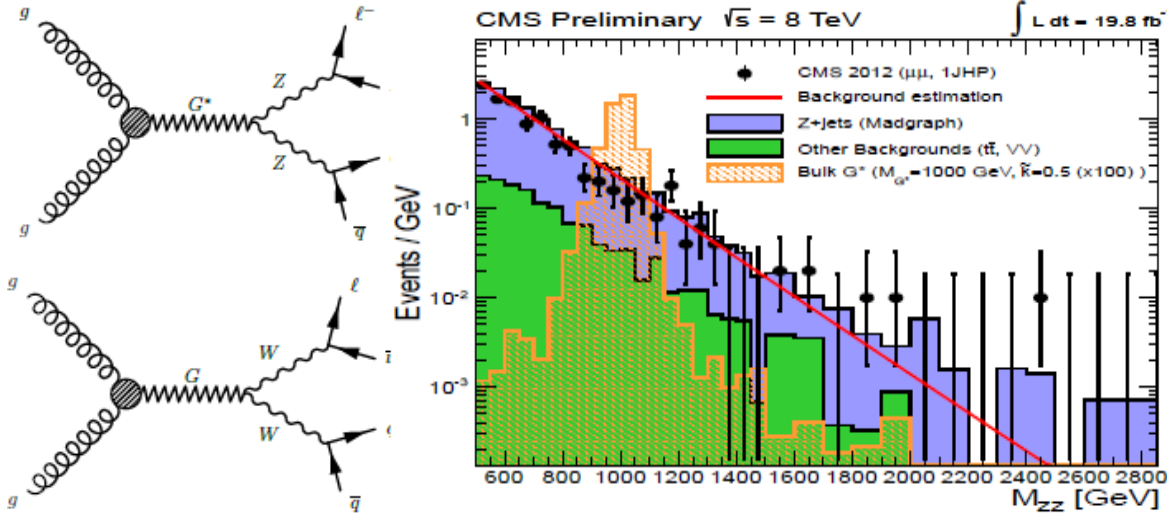 g
g
G*
Z
Z
ℓ⁻
q̅
g
g
G
W
W
ℓ
q̅
CMS Preliminary √s = 8 TeV ∫ L dt = 19.8 fb⁻
CMS 2012 (μμ, 1JHP)
Background estimation
Z+jets (Madgraph)
Other Backgrounds (tt̅, VV)
Bulk G* (M_G*=1000 GeV, k̃=0.5 (x100) )
Events / GeV
1
10⁻¹
10⁻²
10⁻³
600 800 1000 1200 1400 1600 1800 2000 2200 2400 2600 2800
M_ZZ [GeV]